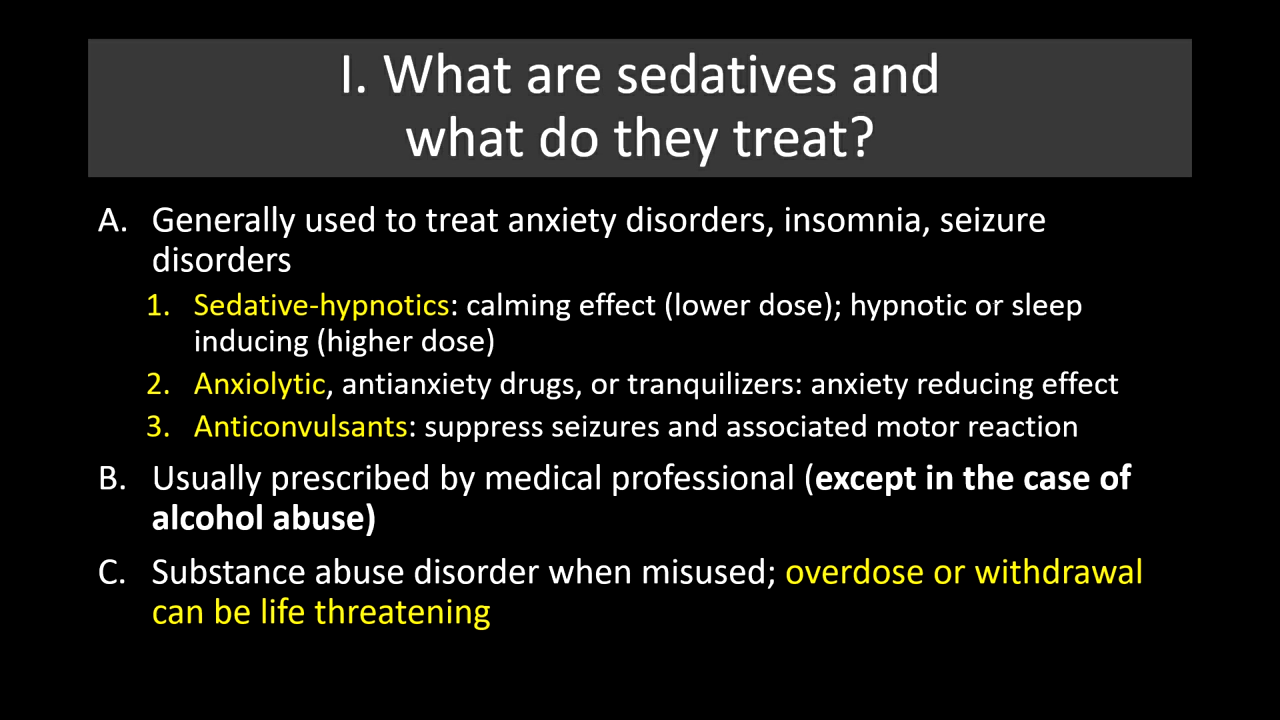 I. What are sedatives and
what do they treat?
A. Generally used to treat anxiety disorders, insomnia, seizure
disorders
1. Sedative-hypnotics: calming effect (lower dose); hypnotic or sleep
inducing (higher dose)
2. Anxiolytic, antianxiety drugs, or tranquilizers: anxiety reducing effect
3. Anticonvulsants: suppress seizures and associated motor reaction
B. Usually prescribed by medical professional (except in the case of
alcohol abuse)
C. Substance abuse disorder when misused; overdose or withdrawal
can be life threatening